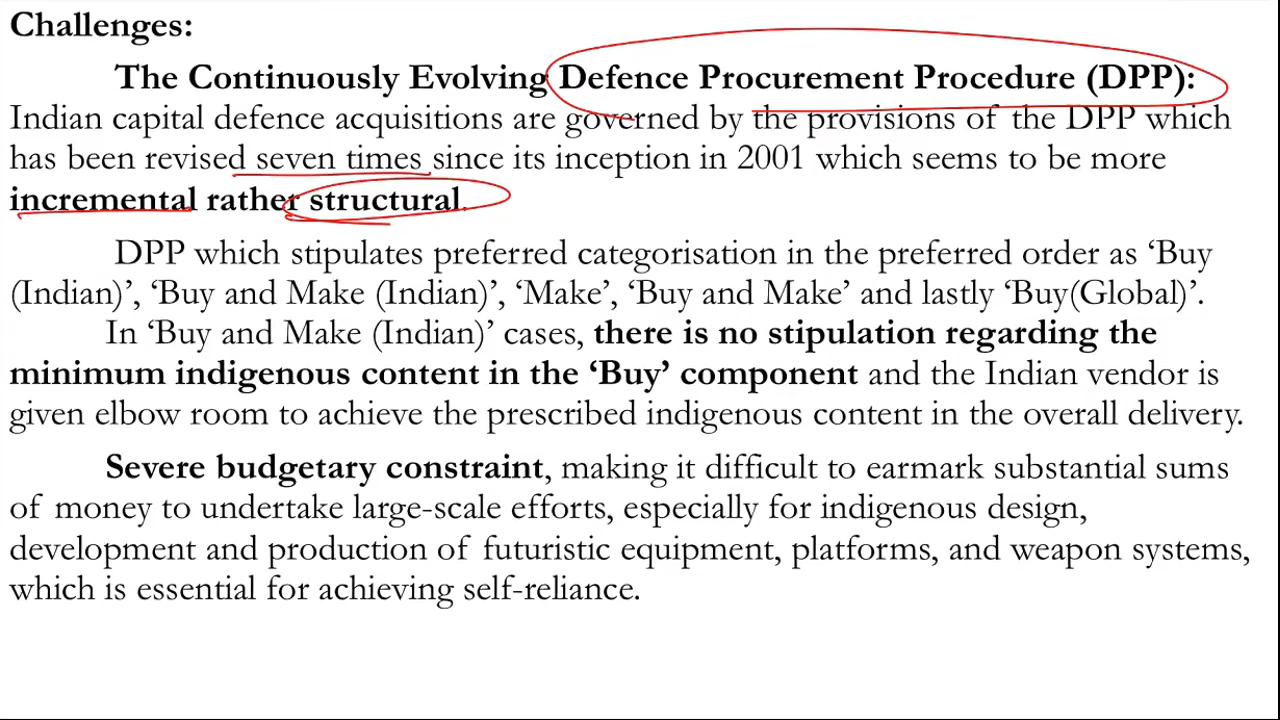 Challenges:
The Continuously Evolving Defence Procurement Procedure (DPP):
Indian capital defence acquisitions are governed by the provisions of the DPP which
has been revised seven times since its inception in 2001 which seems to be more
incremental rather structural.
DPP which stipulates preferred categorisation in the preferred order as ‘Buy
(Indian)’, ‘Buy and Make (Indian)’, ‘Make’, ‘Buy and Make’ and lastly ‘Buy(Global)’.
In ‘Buy and Make (Indian)’ cases, there is no stipulation regarding the
minimum indigenous content in the ‘Buy’ component and the Indian vendor is
given elbow room to achieve the prescribed indigenous content in the overall delivery.
Severe budgetary constraint, making it difficult to earmark substantial sums
of money to undertake large-scale efforts, especially for indigenous design,
development and production of futuristic equipment, platforms, and weapon systems,
which is essential for achieving self-reliance.